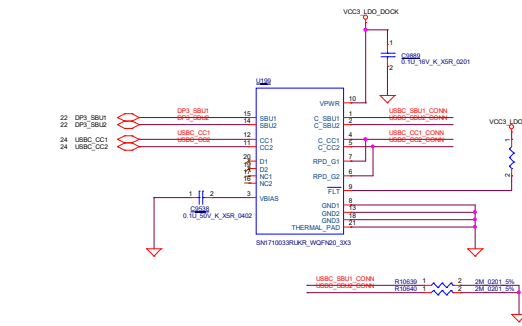 VCC3_LDO_DOCK
1
C9889
0.1U_16V_K_X5R_0201
2
U199
VPWR 10
22 DP3_SBU1 DP3_SBU1 15 SBU1 C_SBU1 1 USBC_SBU1_CONN
22 DP3_SBU2 DP3_SBU2 14 SBU2 C_SBU2 2 USBC_SBU2_CONN
VCC3_LDO
24 USBC_CC1 USBC_CC1 12 CC1 C_CC1 4 USBC_CC1_CONN
24 USBC_CC2 USBC_CC2 11 CC2 C_CC2 5 USBC_CC2_CONN
1
20 D1 RPD_G1 7
19 D2
17 NC1 RPD_G2 6
16 NC2
2
FLT 9
1 2 3 VBIAS
C9538
0.1U_50V_K_X5R_0402
GND1 8
GND2 13
GND3 18
THERMAL_PAD 21
SN1710033RUKR_WQFN20_3X3
USBC_SBU1_CONN R10639 1 2 2M_0201_5%
USBC_SBU2_CONN R10640 1 2 2M_0201_5%